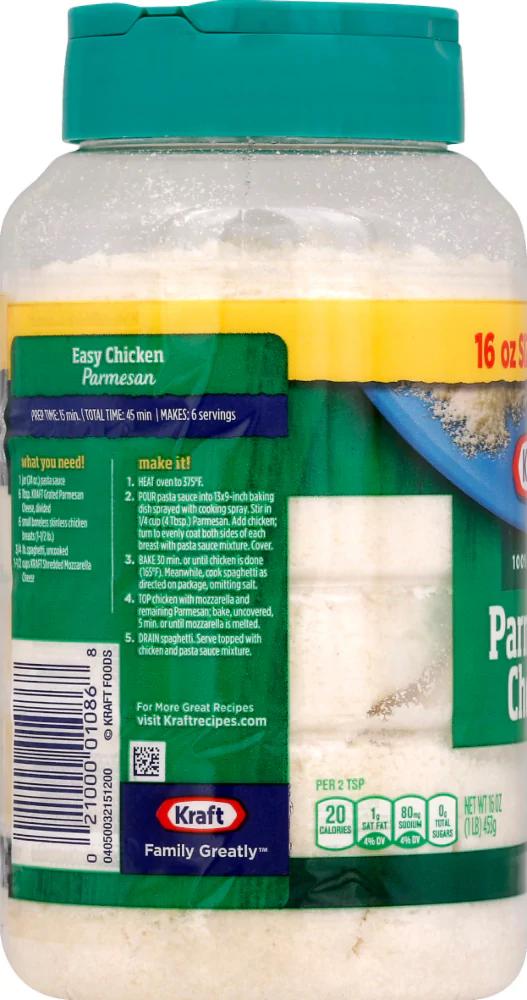 16 oz
Easy Chicken
Parmesan
PREP TIME: 15 min. | TOTAL TIME: 45 min | MAKES: 6 servings
what you need!
1 jar (24 oz.) pasta sauce
Tbsp. KRAFT Grated Parmesan
Cheese, divided
6 small boneless skinless chicken
breasts (1-1/2 lb.)
3/4 lb. spaghetti, uncooked
1-1/2 cups KRAFT Shredded Mozzarella
Cheese
make it!
1. HEAT oven to 375°F.
2. POUR pasta sauce into 13x9-inch baking
dish sprayed with cooking spray. Stir in
1/4 cup (4 Tbsp.) Parmesan. Add chicken;
turn to evenly coat both sides of each
breast with pasta sauce mixture. Cover.
3. BAKE 30 min. or until chicken is done
(165°F). Meanwhile, cook spaghetti as
directed on package, omitting salt.
4. TOP chicken with mozzarella and
remaining Parmesan; bake, uncovered,
5 min. or until mozzarella is melted.
5. DRAIN spaghetti. Serve topped with
chicken and pasta sauce mixture.
For More Great Recipes
visit Kraftrecipes.com
0 21000 01086 8
© KRAFT FOODS
04050032151200
Kraft
Family Greatly™
100%
Par
Ch
PER 2 TSP
20
CALORIES
1g
SAT FAT
4% DV
80mg
SODIUM
4% DV
0g
TOTAL
SUGARS
NET WT 16 OZ
(1 LB) 453g